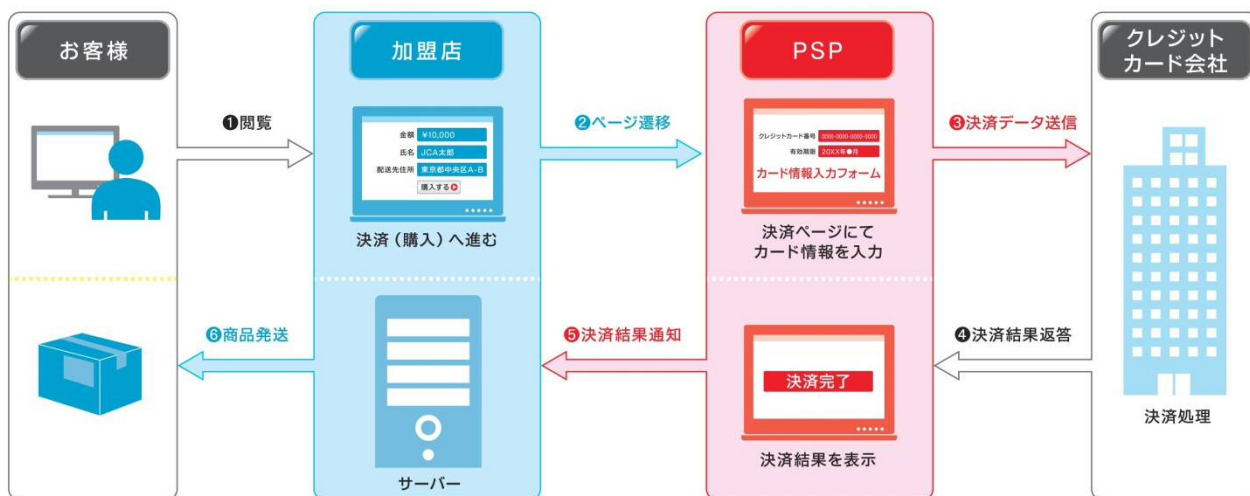 お客様
加盟店
PSP
クレジット
カード会社
❶閲覧
金額 ¥10,000
氏名 JCA太郎
配送先住所 東京都中央区A-B
購入する
決済（購入）へ進む
❷ページ遷移
クレジットカード番号 0000-0000-0000-0000
有効期限 20XX年●月
カード情報入力フォーム
決済ページにて
カード情報を入力
❸決済データ送信
❹決済結果返答
決済処理
決済完了
決済結果を表示
❺決済結果通知
サーバー
❻商品発送